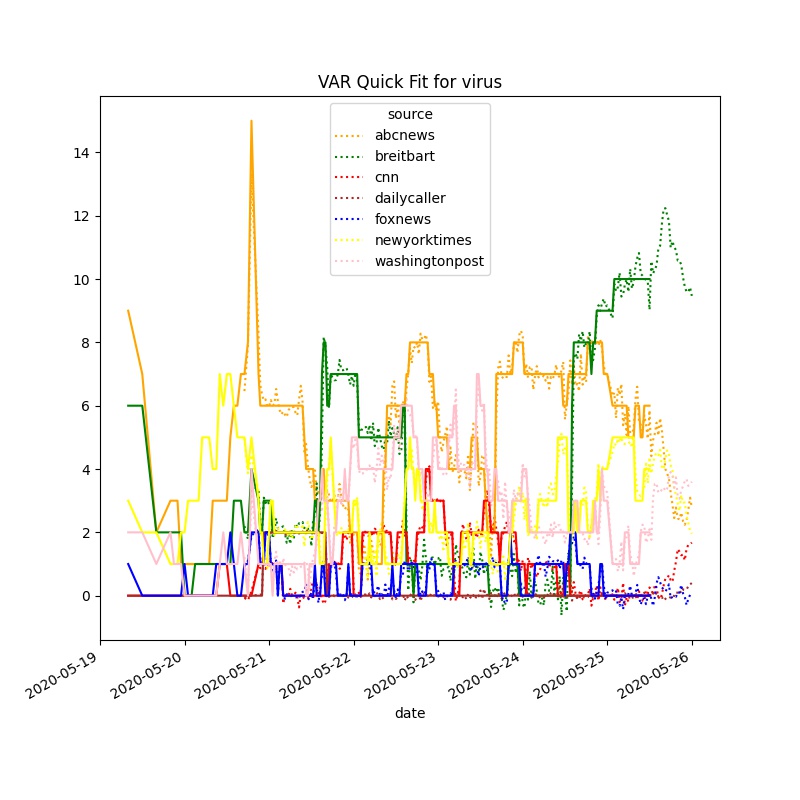 VAR Quick Fit for virus
source
abcnews
breitbart
cnn
dailycaller
foxnews
newyorktimes
washingtonpost
14
12
10
8
6
4
2
0
2020-05-19
2020-05-20
2020-05-21
2020-05-22
2020-05-23
2020-05-24
2020-05-25
2020-05-26
date